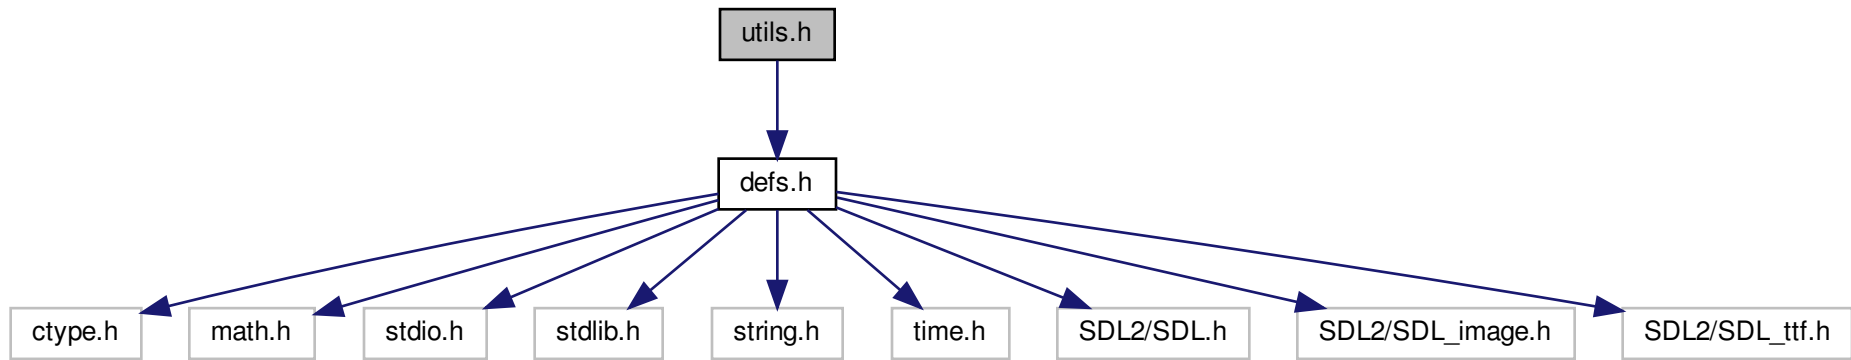 utils.h
defs.h
ctype.h
math.h
stdio.h
stdlib.h
string.h
time.h
SDL2/SDL.h
SDL2/SDL_image.h
SDL2/SDL_ttf.h